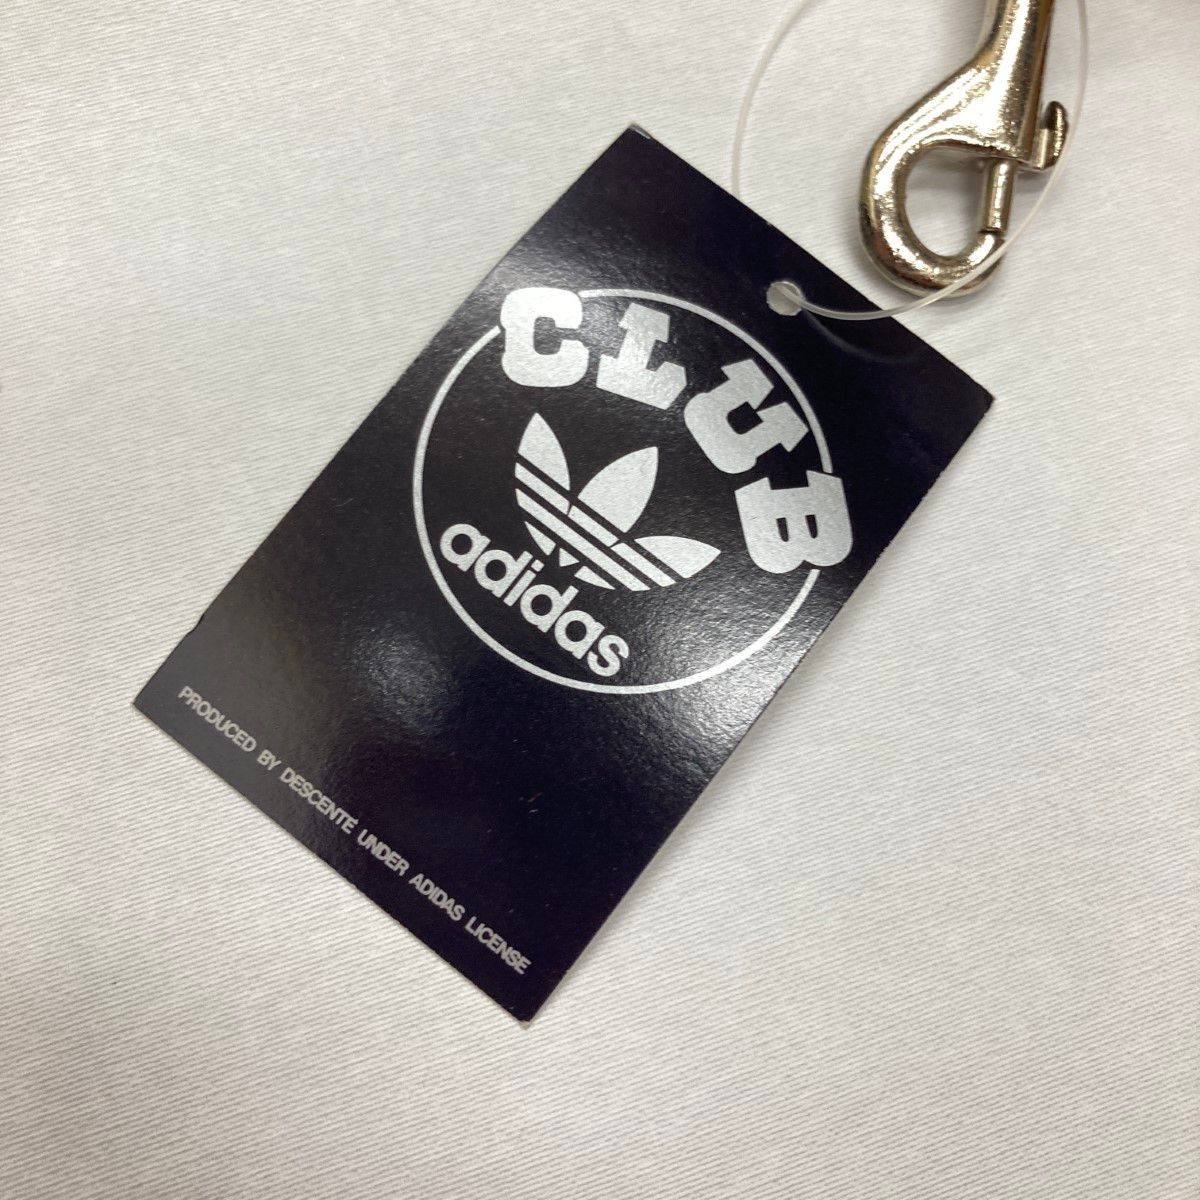 CLUB
adidas
PRODUCED BY DESCENTE UNDER ADIDAS LICENSE